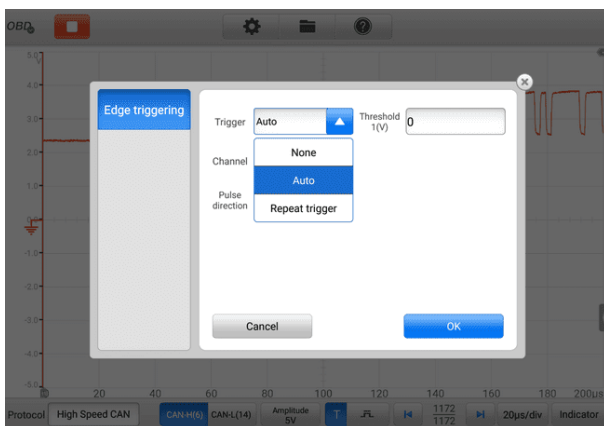 OBD
5.0
4.0
3.0
2.0
1.0
-1.0
-2.0
-3.0
-4.0
-5.0
Edge triggering
Trigger
Auto
Threshold
1(V)
0
None
Auto
Repeat trigger
Channel
Pulse
direction
Cancel
OK
20 40 60 80 100 120 140 160 180 200μs
Protocol High Speed CAN CAN-H(6) CAN-L(14) Amplitude
5V
T
1172
1172
20μs/div Indicator